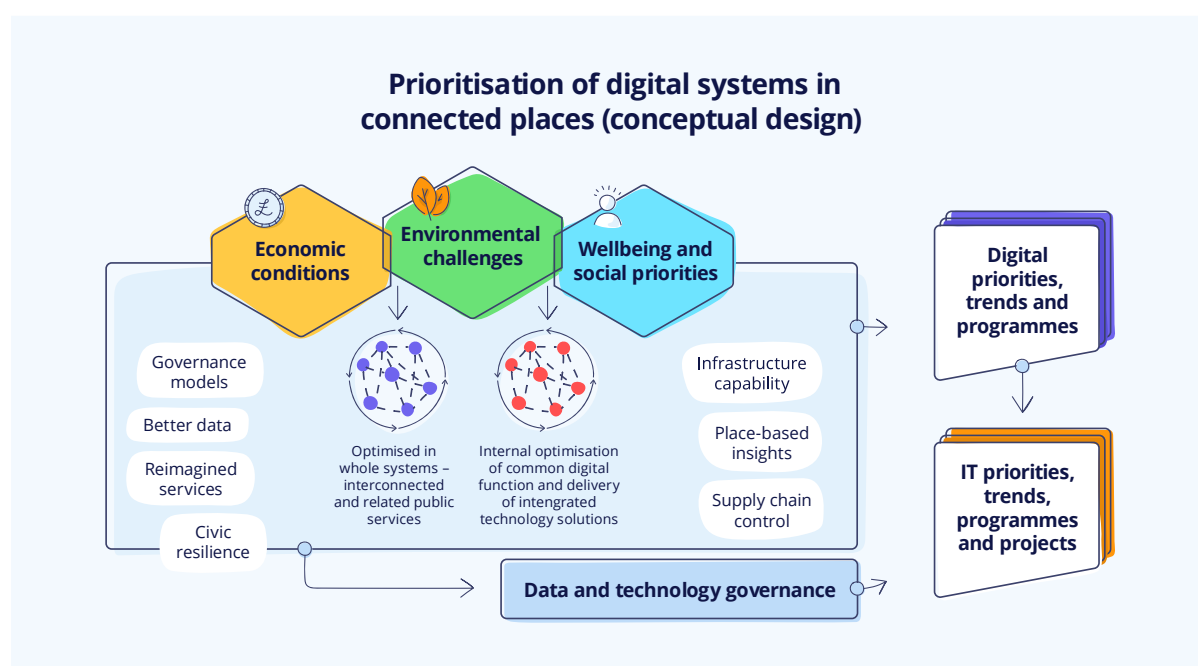 Prioritisation of digital systems in
connected places (conceptual design)
£
Economic
conditions
Environmental
challenges
Wellbeing and
social priorities
Governance
models
Better data
Reimagined
services
Civic
resilience
Optimised in
whole systems –
interconnected
and related public
services
Internal optimisation
of common digital
function and delivery
of intengrated
technology solutions
Infrastructure
capability
Place-based
insights
Supply chain
control
Data and technology governance
Digital
priorities,
trends and
programmes
IT priorities,
trends,
programmes
and projects